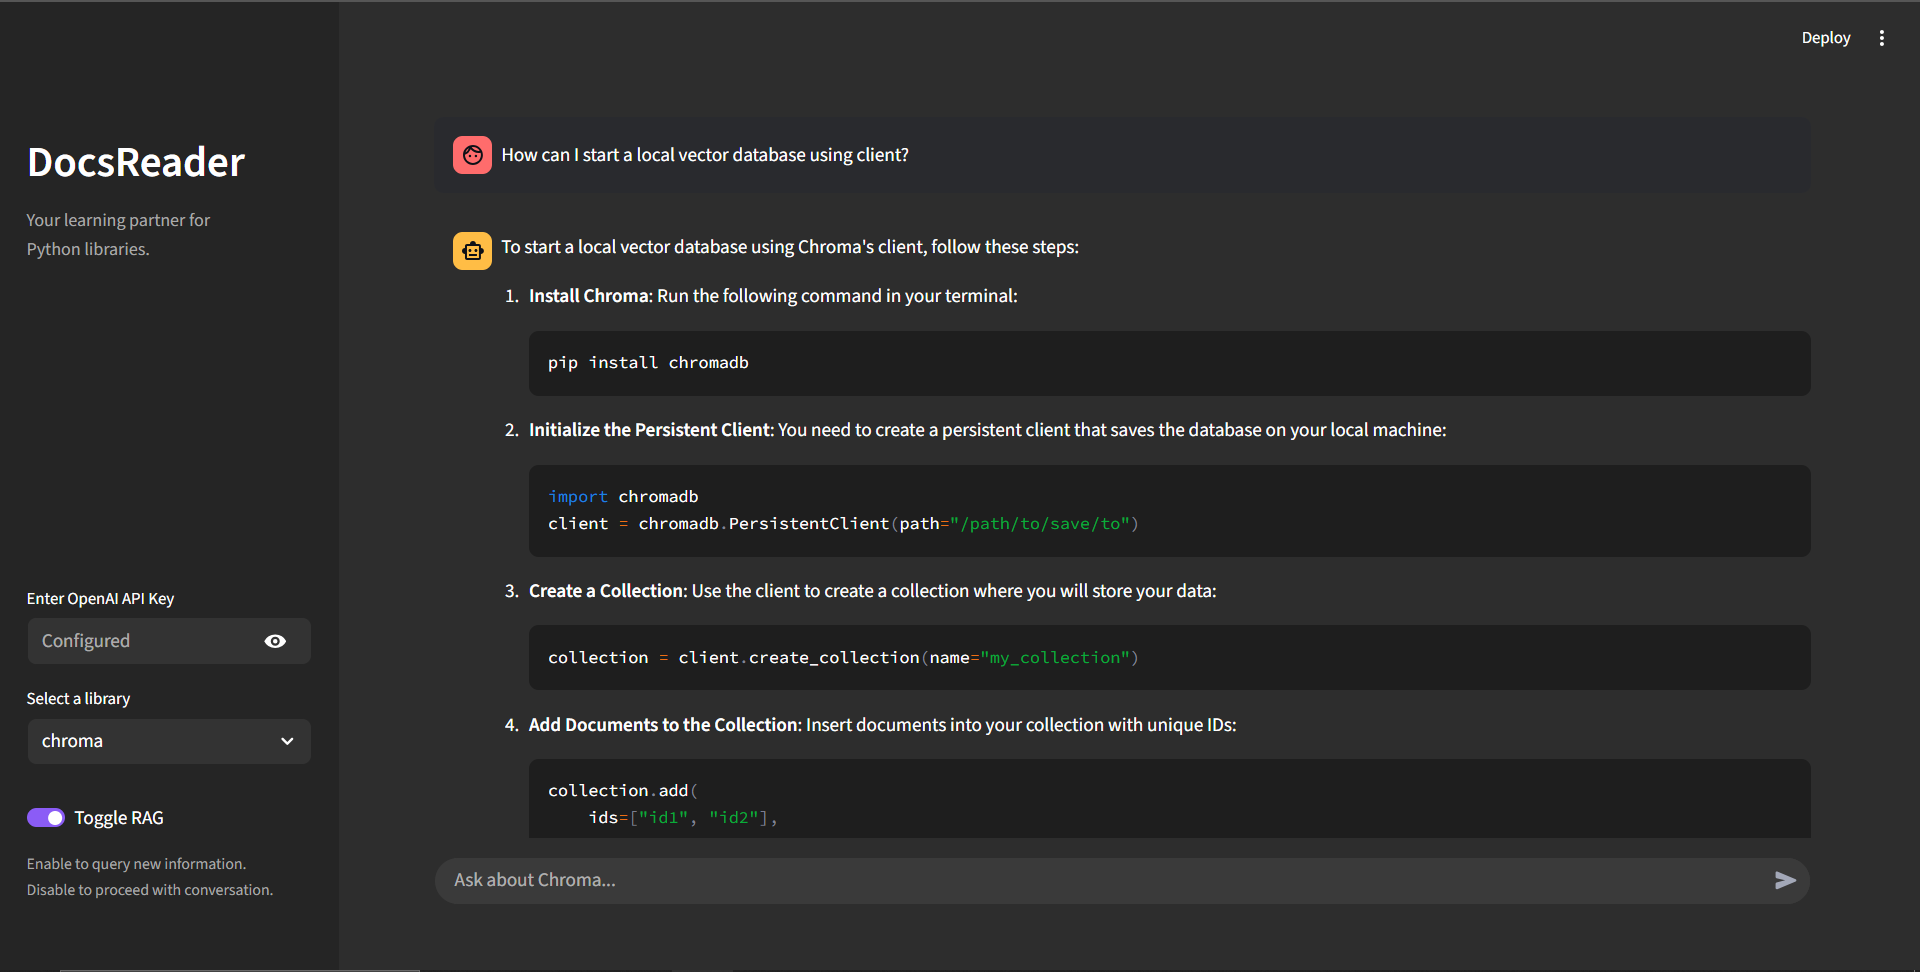 Deploy
DocsReader
Your learning partner for
Python libraries.
Enter OpenAI API Key
Configured
Select a library
chroma
Toggle RAG
Enable to query new information.
Disable to proceed with conversation.
How can I start a local vector database using client?
To start a local vector database using Chroma's client, follow these steps:
1. Install Chroma: Run the following command in your terminal:
pip install chromadb
2. Initialize the Persistent Client: You need to create a persistent client that saves the database on your local machine:
import chromadb
client = chromadb.PersistentClient(path="/path/to/save/to")
3. Create a Collection: Use the client to create a collection where you will store your data:
collection = client.create_collection(name="my_collection")
4. Add Documents to the Collection: Insert documents into your collection with unique IDs:
collection.add(
    ids=["id1", "id2"],
Ask about Chroma...